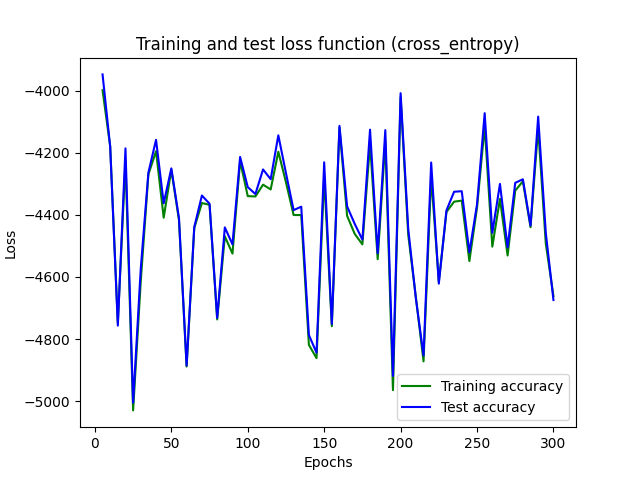 Training and test loss function (cross_entropy)
−4000
−4200
−4400
−4600
−4800
−5000
Loss
0 50 100 150 200 250 300
Epochs
Training accuracy
Test accuracy